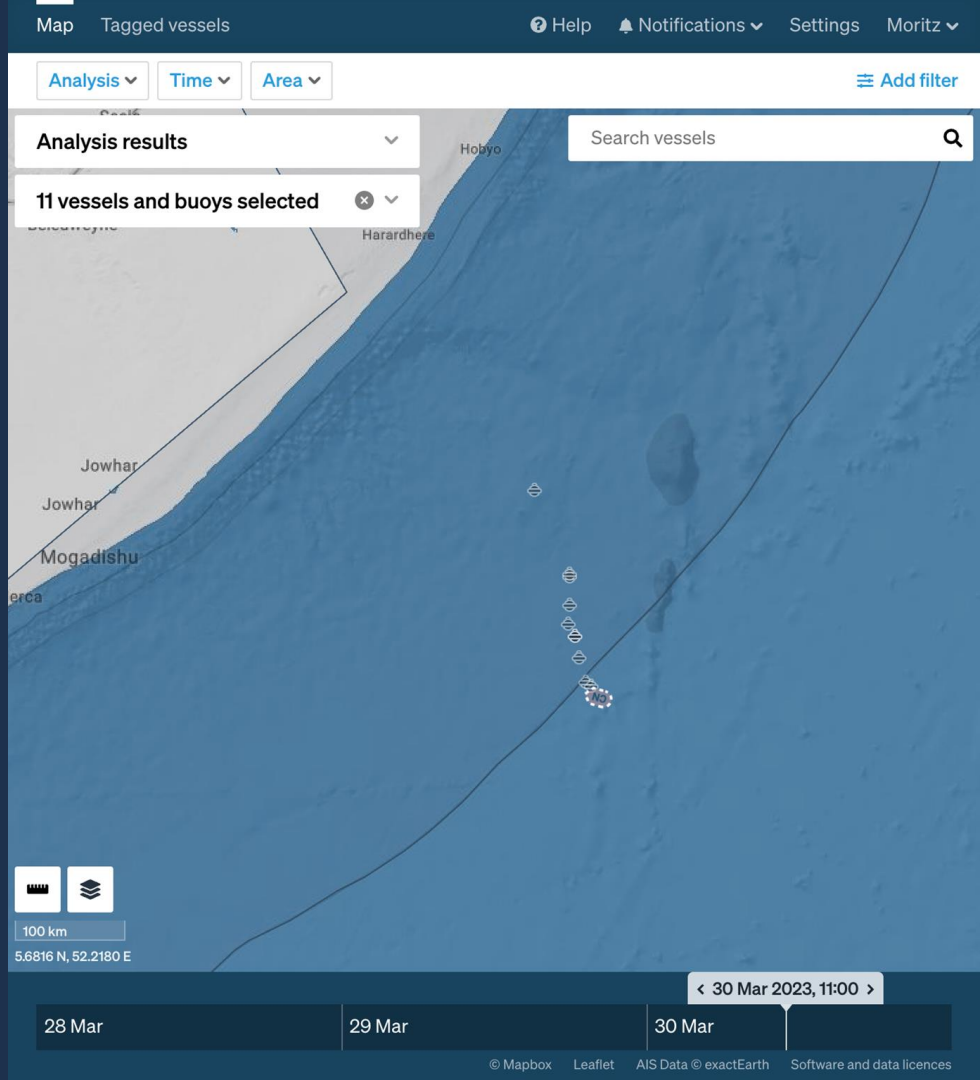 Map Tagged vessels Help Notifications Settings Moritz
Analysis Time Area Add filter
Analysis results
Search vessels
Hobyo
11 vessels and buoys selected
Harardhere
Jowhar
Jowhar
Mogadishu
erca
100 km
5.6816 N, 52.2180 E
30 Mar 2023, 11:00
28 Mar 29 Mar 30 Mar
© Mapbox Leaflet AIS Data © exactEarth Software and data licences